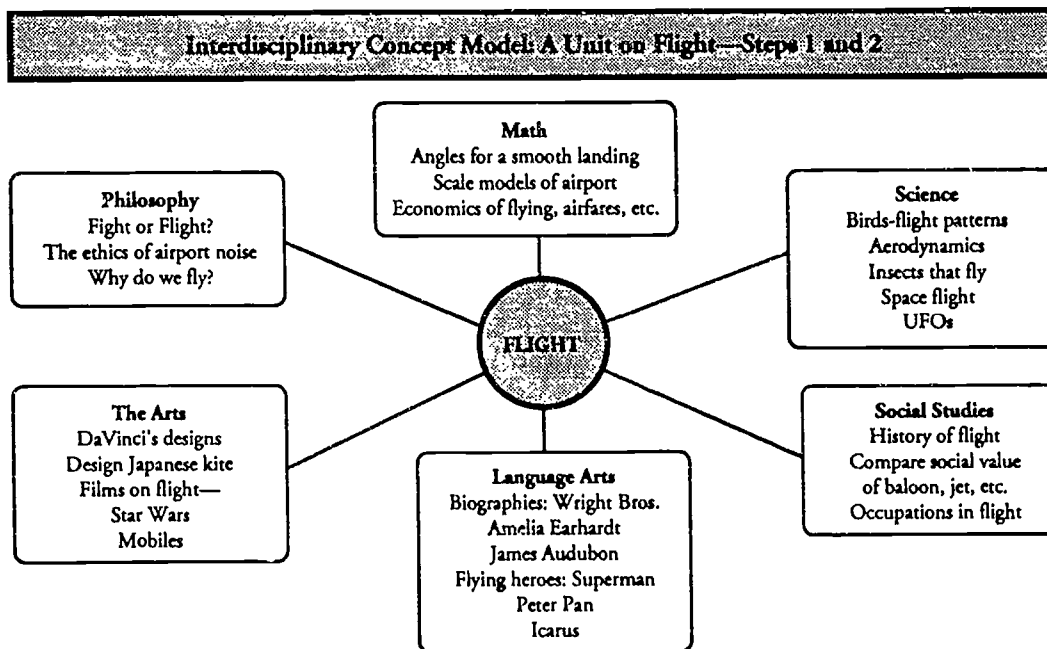 Interdisciplinary Concept Model: A Unit on Flight—Steps 1 and 2
Math
Angles for a smooth landing
Scale models of airport
Economics of flying, airfares, etc.
Philosophy
Fight or Flight?
The ethics of airport noise
Why do we fly?
Science
Birds-flight patterns
Aerodynamics
Insects that fly
Space flight
UFOs
FLIGHT
The Arts
DaVinci's designs
Design Japanese kite
Films on flight—
Star Wars
Mobiles
Language Arts
Biographies: Wright Bros.
Amelia Earhardt
James Audubon
Flying heroes: Superman
Peter Pan
Icarus
Social Studies
History of flight
Compare social value
of baloon, jet, etc.
Occupations in flight